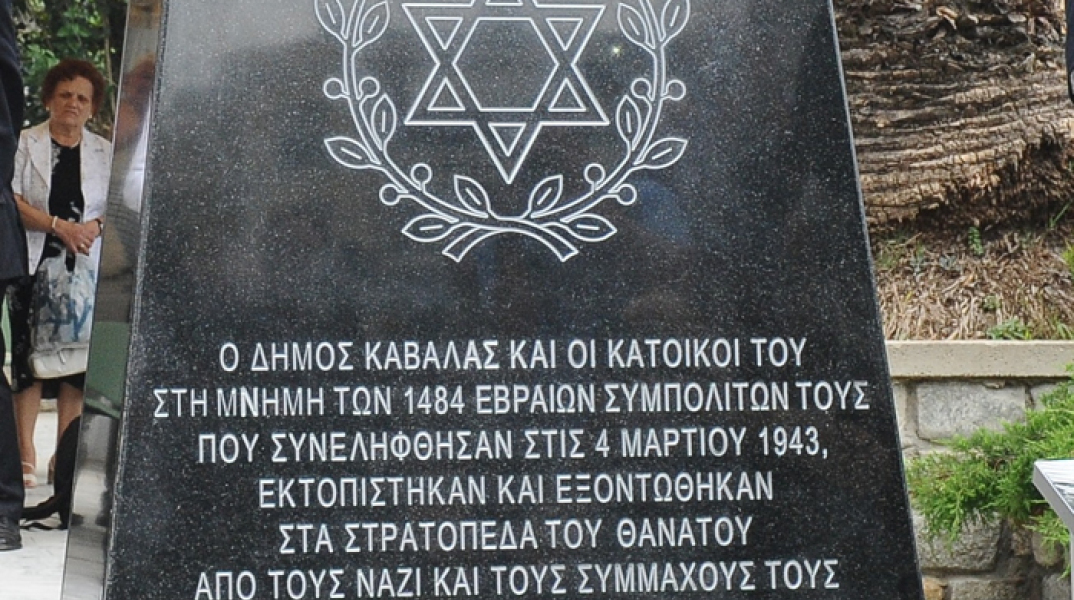 Ο ΔΗΜΟΣ ΚΑΒΑΛΑΣ ΚΑΙ ΟΙ ΚΑΤΟΙΚΟΙ ΤΟΥ
ΣΤΗ ΜΝΗΜΗ ΤΩΝ 1484 ΕΒΡΑΙΩΝ ΣΥΜΠΟΛΙΤΩΝ ΤΟΥΣ
ΠΟΥ ΣΥΝΕΛΗΦΘΗΣΑΝ ΣΤΙΣ 4 ΜΑΡΤΙΟΥ 1943,
ΕΚΤΟΠΙΣΤΗΚΑΝ ΚΑΙ ΕΞΟΝΤΩΘΗΚΑΝ
ΣΤΑ ΣΤΡΑΤΟΠΕΔΑ ΤΟΥ ΘΑΝΑΤΟΥ
ΑΠΟ ΤΟΥΣ ΝΑΖΙ ΚΑΙ ΤΟΥΣ ΣΥΜΜΑΧΟΥΣ ΤΟΥΣ